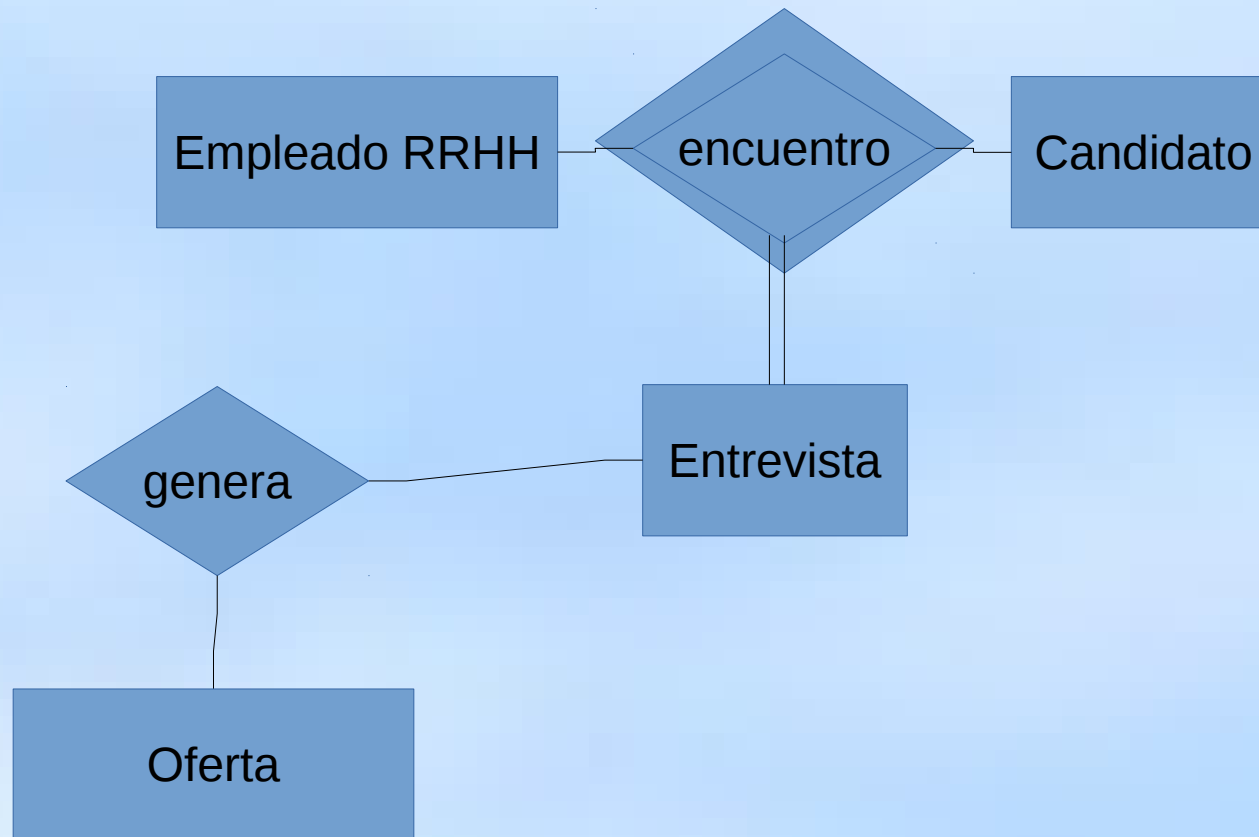 Empleado RRHH
encuentro
Candidato
Entrevista
genera
Oferta